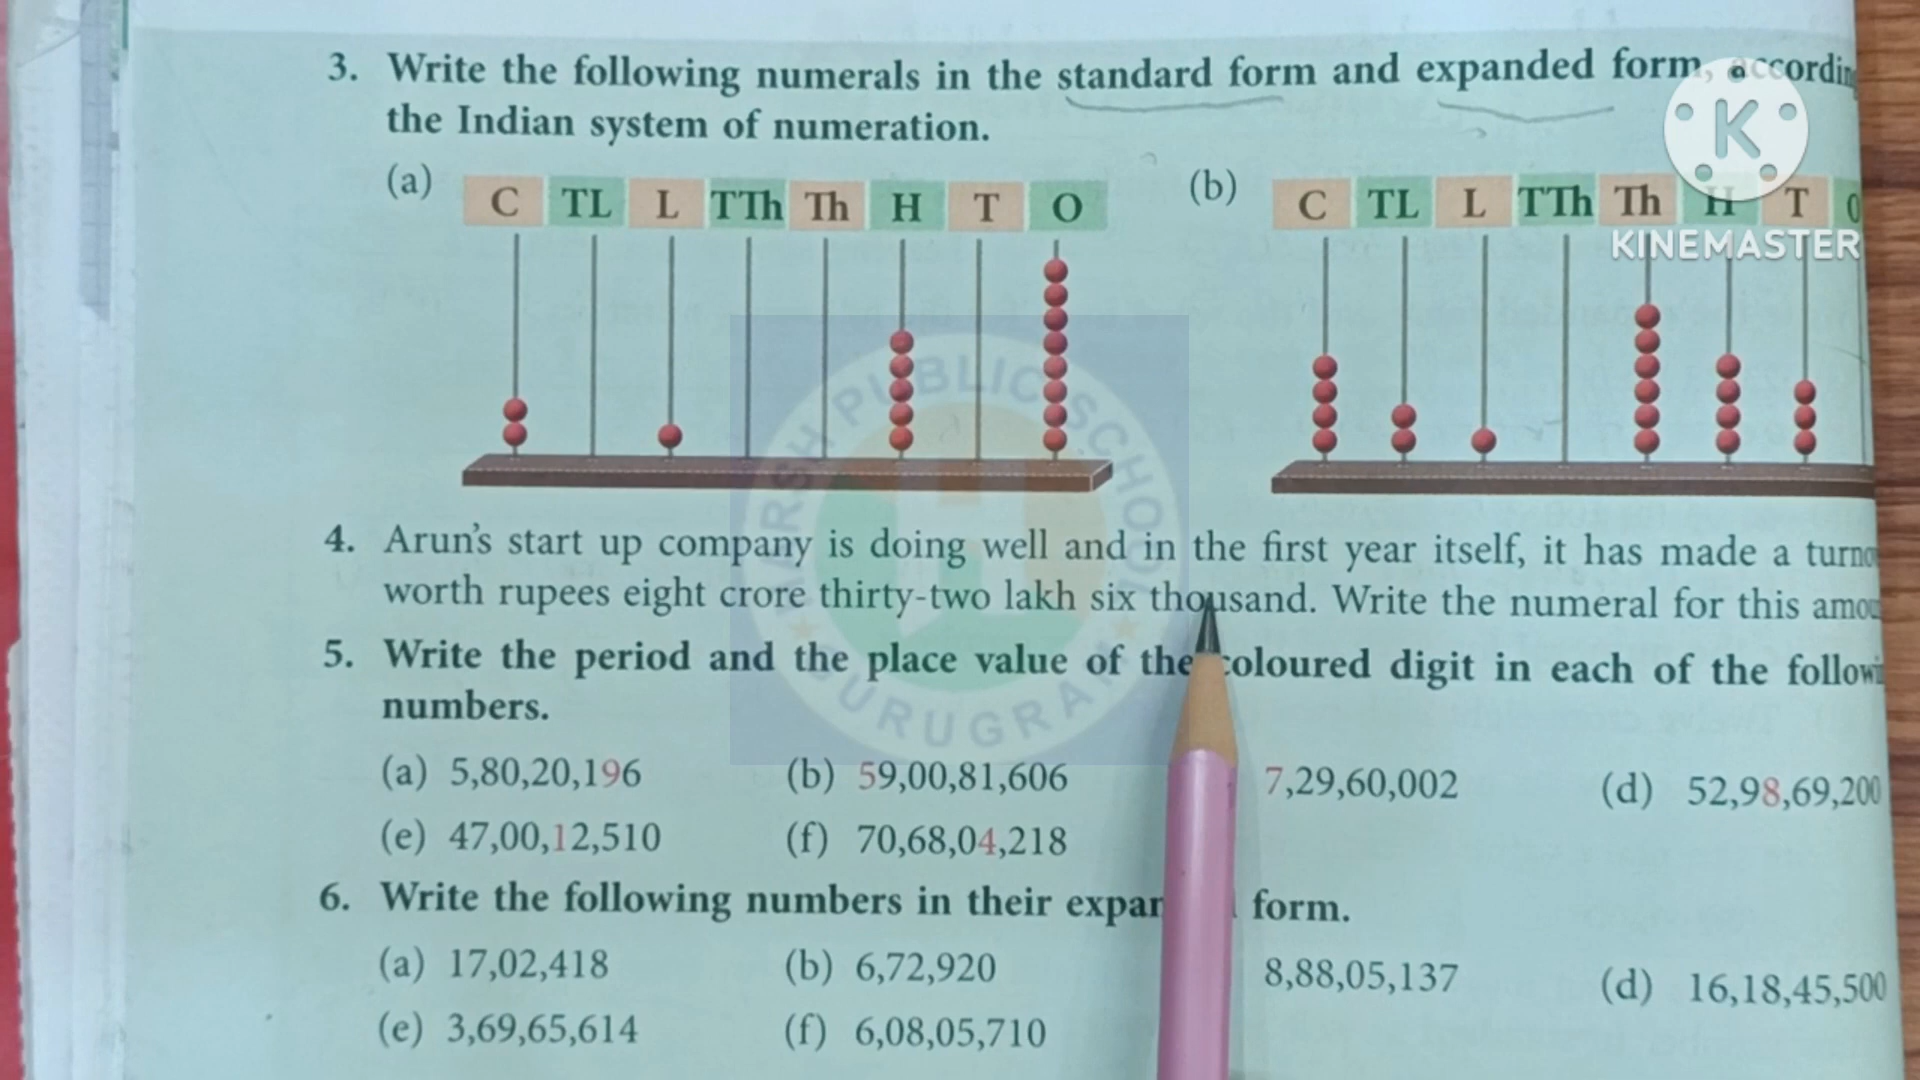 3. Write the following numerals in the standard form and expanded form, accordin
the Indian system of numeration.
(a) C TL L TTh Th H T O (b) C TL L TTh Th H T O
KINEMASTER
4. Arun's start up company is doing well and in the first year itself, it has made a
worth rupees eight crore thirty-two lakh six thousand. Write the numeral for this
5. Write the period and the place value of the coloured digit in each of the
numbers.
(a) 5,80,20,196 (b) 59,00,81,606 7,29,60,002 (d) 52,98,69,200
(e) 47,00,12,510 (f) 70,68,04,218
6. Write the following numbers in their form.
(a) 17,02,418 (b) 6,72,920 8,88,05,137 (d) 16,18,45,500
(e) 3,69,65,614 (f) 6,08,05,710
PUBLIC SCHOOL
GURUGRAM